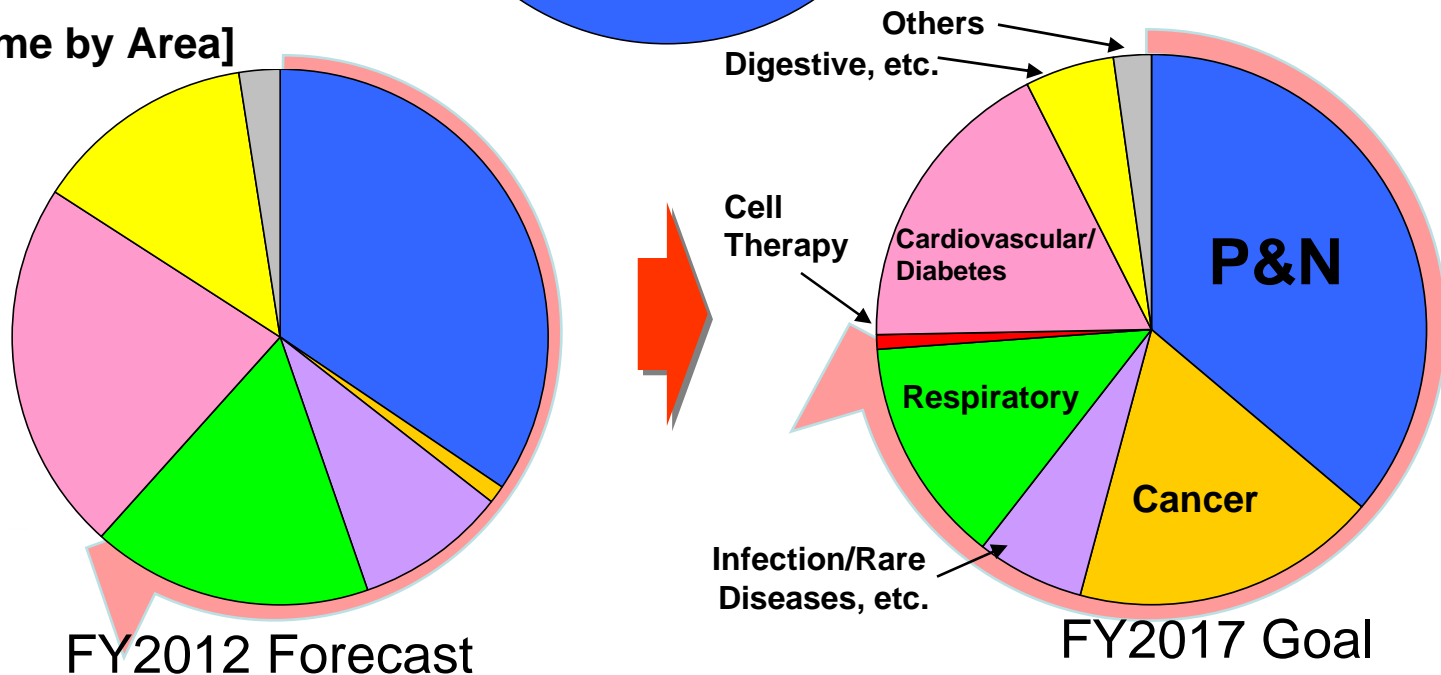 by Area]
Others
Digestive, etc.
Cell
Therapy
Cardiovascular/
Diabetes
P&N
Respiratory
Cancer
Infection/Rare
Diseases, etc.
FY2012 Forecast
FY2017 Goal